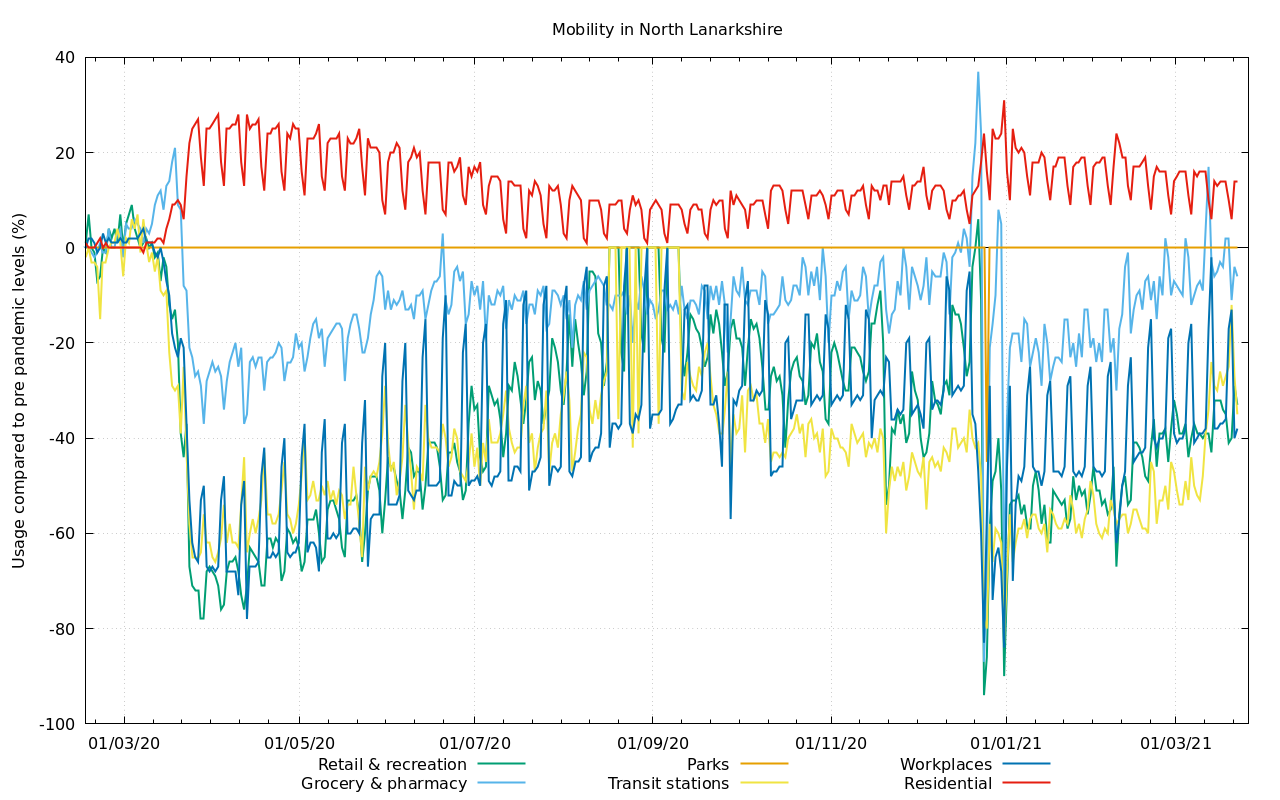 Mobility in North Lanarkshire
Usage compared to pre pandemic levels (%)
40
20
0
-20
-40
-60
-80
-100
01/03/20 01/05/20 01/07/20 01/09/20 01/11/20 01/01/21 01/03/21
Retail & recreation Parks Workplaces
Grocery & pharmacy Transit stations Residential